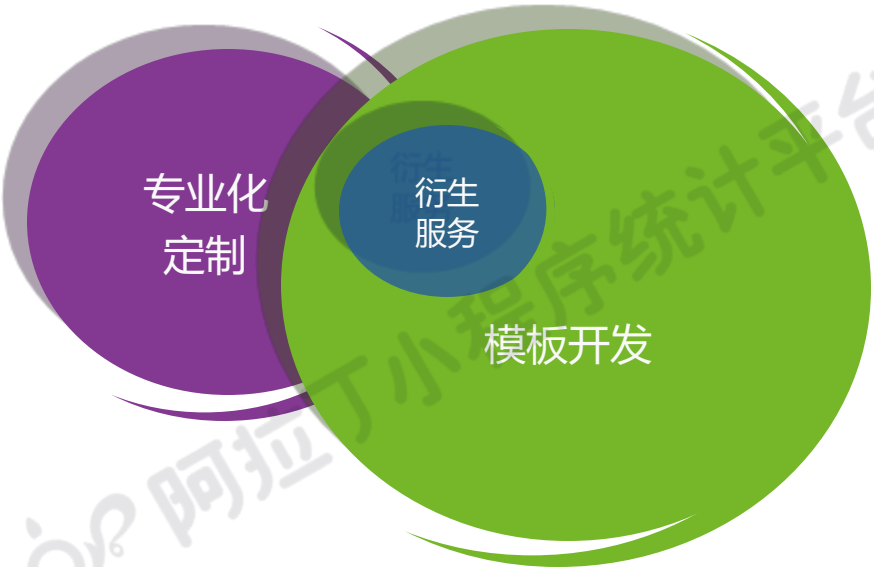 专业化
定制
衍生
服务
模板开发
阿拉丁小程序统计平台